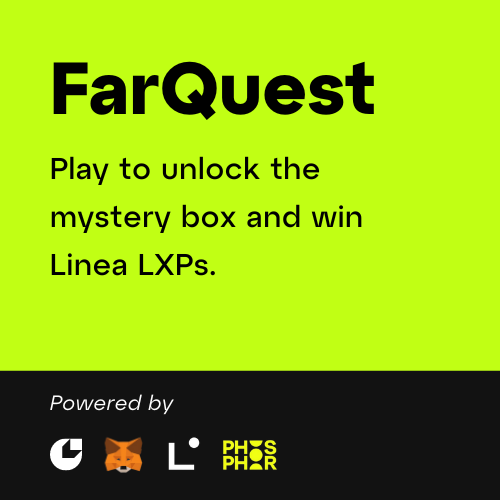 FarQuest
Play to unlock the
mystery box and win
Linea LXPs.
Powered by
PHOS
PHOR